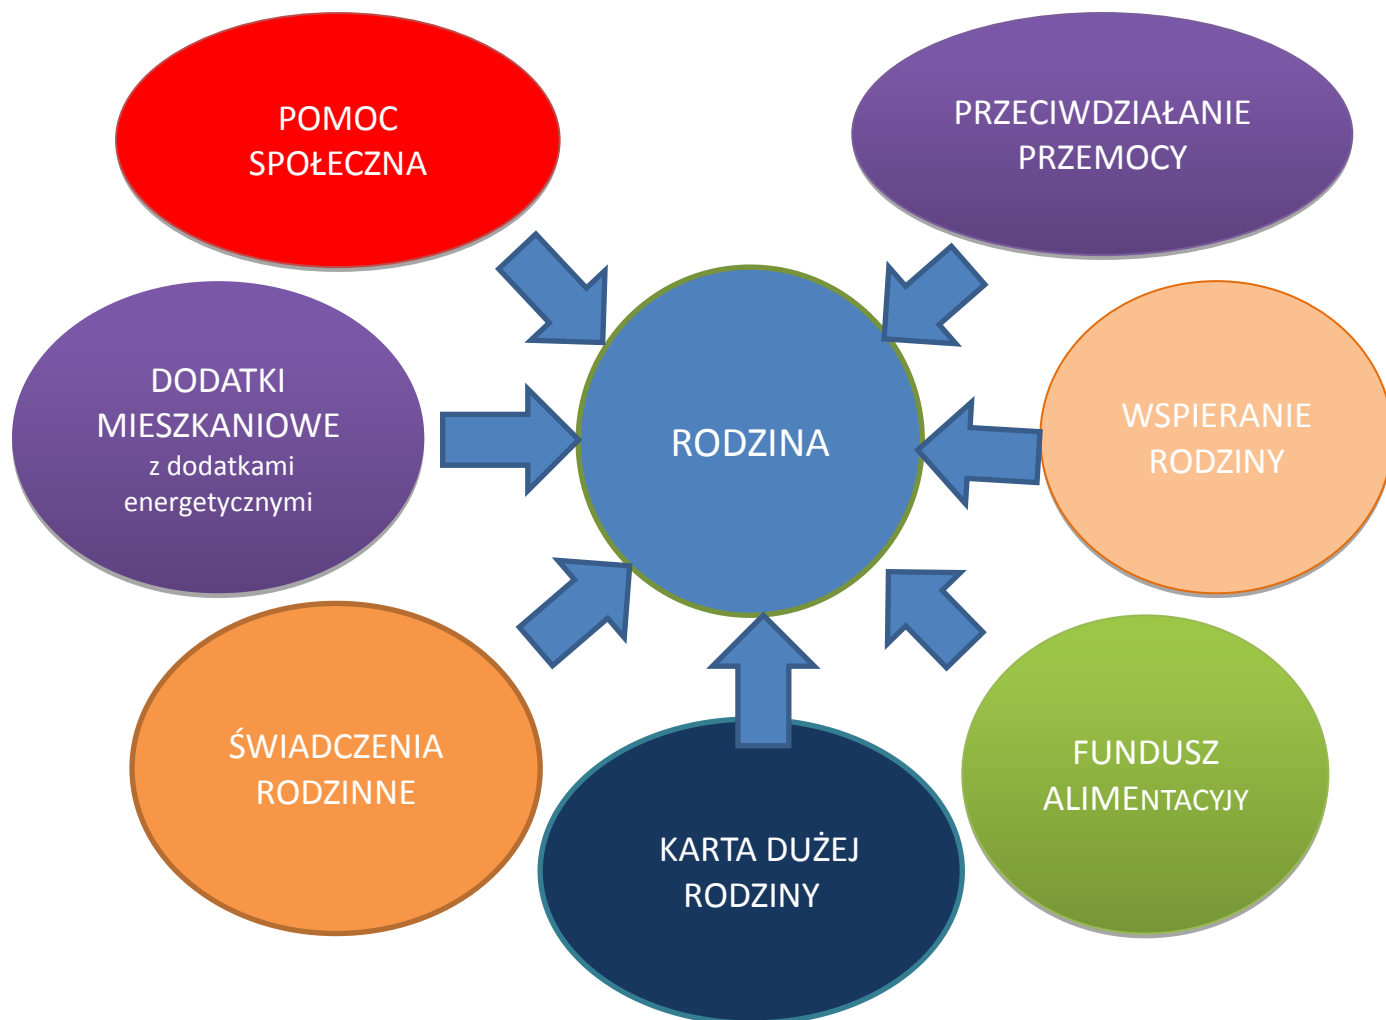 POMOC
SPOŁECZNA
PRZECIWDZIAŁANIE
PRZEMOCY
DODATKI
MIESZKANIOWE
z dodatkami
energetycznymi
RODZINA
WSPIERANIE
RODZINY
ŚWIADCZENIA
RODZINNE
KARTA DUŻEJ
RODZINY
FUNDUSZ
ALIMENTACYJY